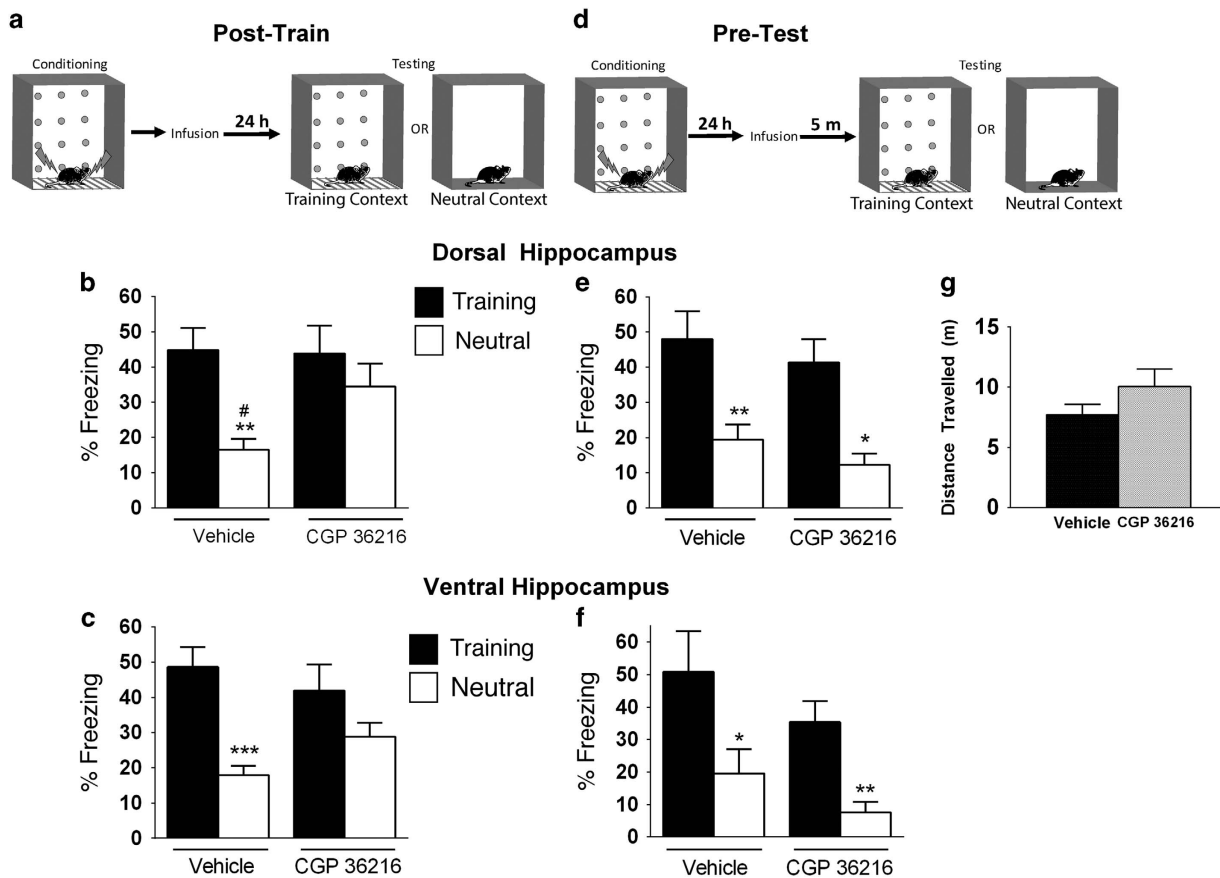 a
Post-Train
Conditioning
Testing
Infusion
24 h
OR
Training Context
Neutral Context
d
Pre-Test
Conditioning
Testing
24 h
Infusion
5 m
OR
Training Context
Neutral Context
Dorsal Hippocampus
b
% Freezing
60
50
40
30
20
10
0
#
**
Vehicle
CGP 36216
Training
Neutral
e
% Freezing
60
50
40
30
20
10
0
**
*
Vehicle
CGP 36216
g
Distance Travelled (m)
15
10
5
0
Vehicle
CGP 36216
Ventral Hippocampus
c
% Freezing
60
50
40
30
20
10
0
***
Vehicle
CGP 36216
Training
Neutral
f
% Freezing
60
50
40
30
20
10
0
*
**
Vehicle
CGP 36216